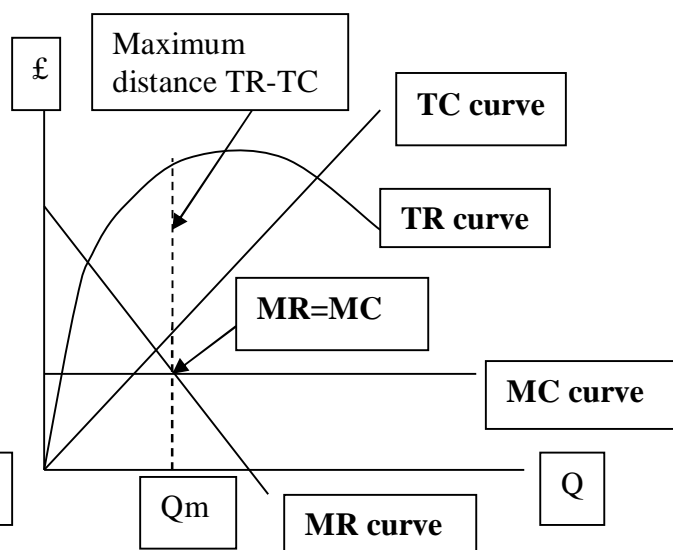 Maximum
distance TR-TC
£
TC curve
TR curve
MR=MC
MC curve
Qm
Q
MR curve